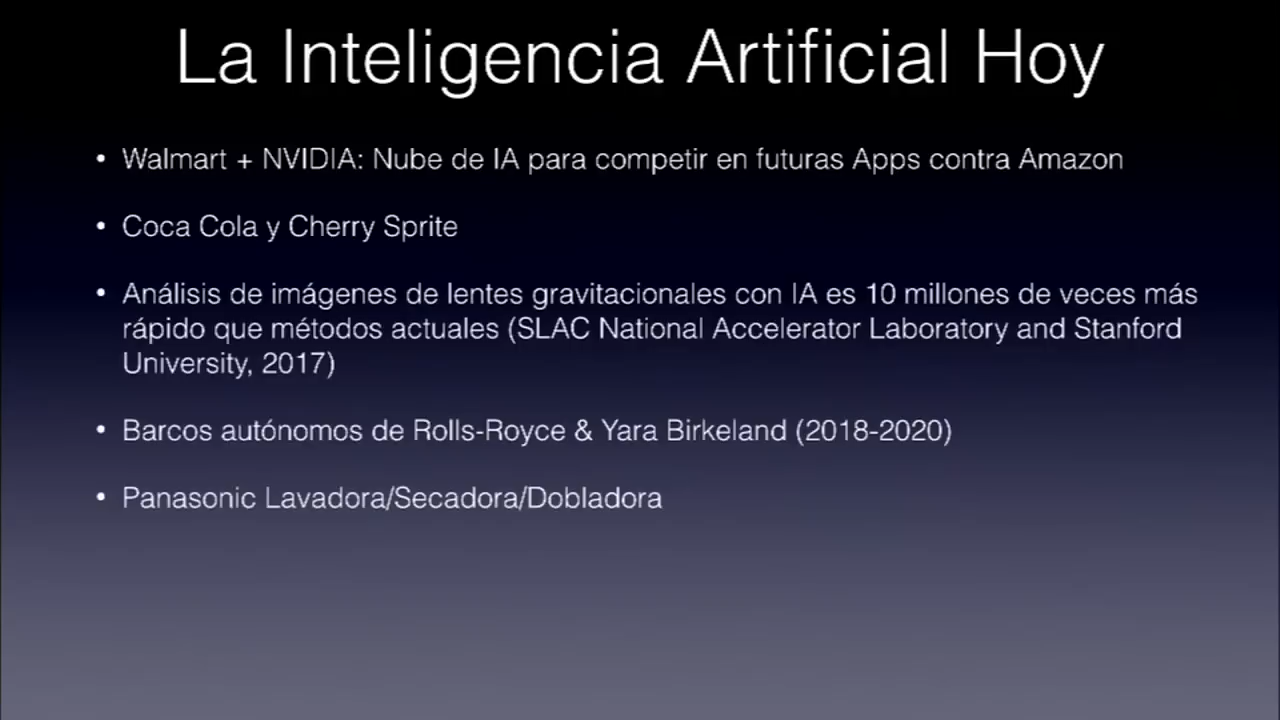 La Inteligencia Artificial Hoy
• Walmart + NVIDIA: Nube de IA para competir en futuras Apps contra Amazon
• Coca Cola y Cherry Sprite
• Análisis de imágenes de lentes gravitacionales con IA es 10 millones de veces más
rápido que métodos actuales (SLAC National Accelerator Laboratory and Stanford
University, 2017)
• Barcos autónomos de Rolls-Royce & Yara Birkeland (2018-2020)
• Panasonic Lavadora/Secadora/Dobladora